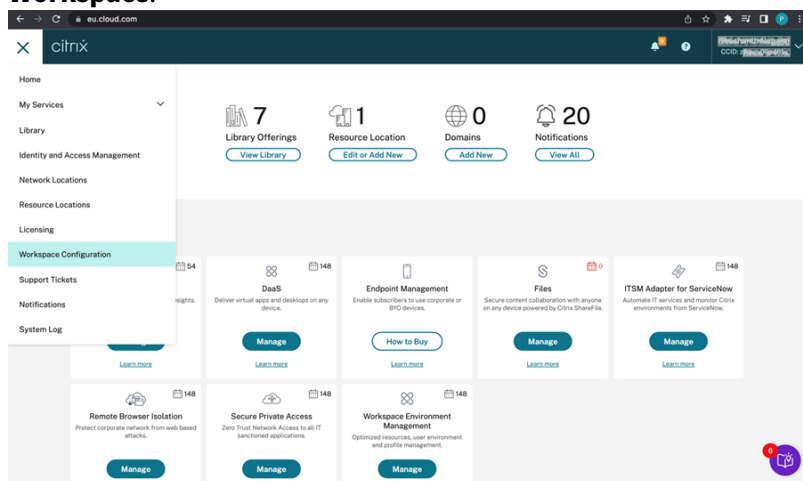 Workspace.
eu.cloud.com
citrix
CCID:
Home
My Services
Library
Identity and Access Management
Network Locations
Resource Locations
Licensing
Workspace Configuration
Support Tickets
Notifications
System Log
7
Library Offerings
View Library
1
Resource Location
Edit or Add New
0
Domains
Add New
20
Notifications
View All
54
insights.
Learn more
148
DaaS
Deliver virtual apps and desktops on any
device.
Manage
Learn more
Endpoint Management
Enable subscribers to use corporate or
BYO devices.
How to Buy
Learn more
0
Files
Secure content collaboration with anyone
on any device powered by Citrix ShareFile.
Manage
Learn more
148
ITSM Adapter for ServiceNow
Automate IT services and monitor Citrix
environments from ServiceNow.
Manage
Learn more
148
Remote Browser Isolation
Protect corporate network from web based
attacks.
Manage
148
Secure Private Access
Zero Trust Network Access to all IT
sanctioned applications.
Manage
148
Workspace Environment
Management
Optimized resources, user environment
and profile management.
Manage
6